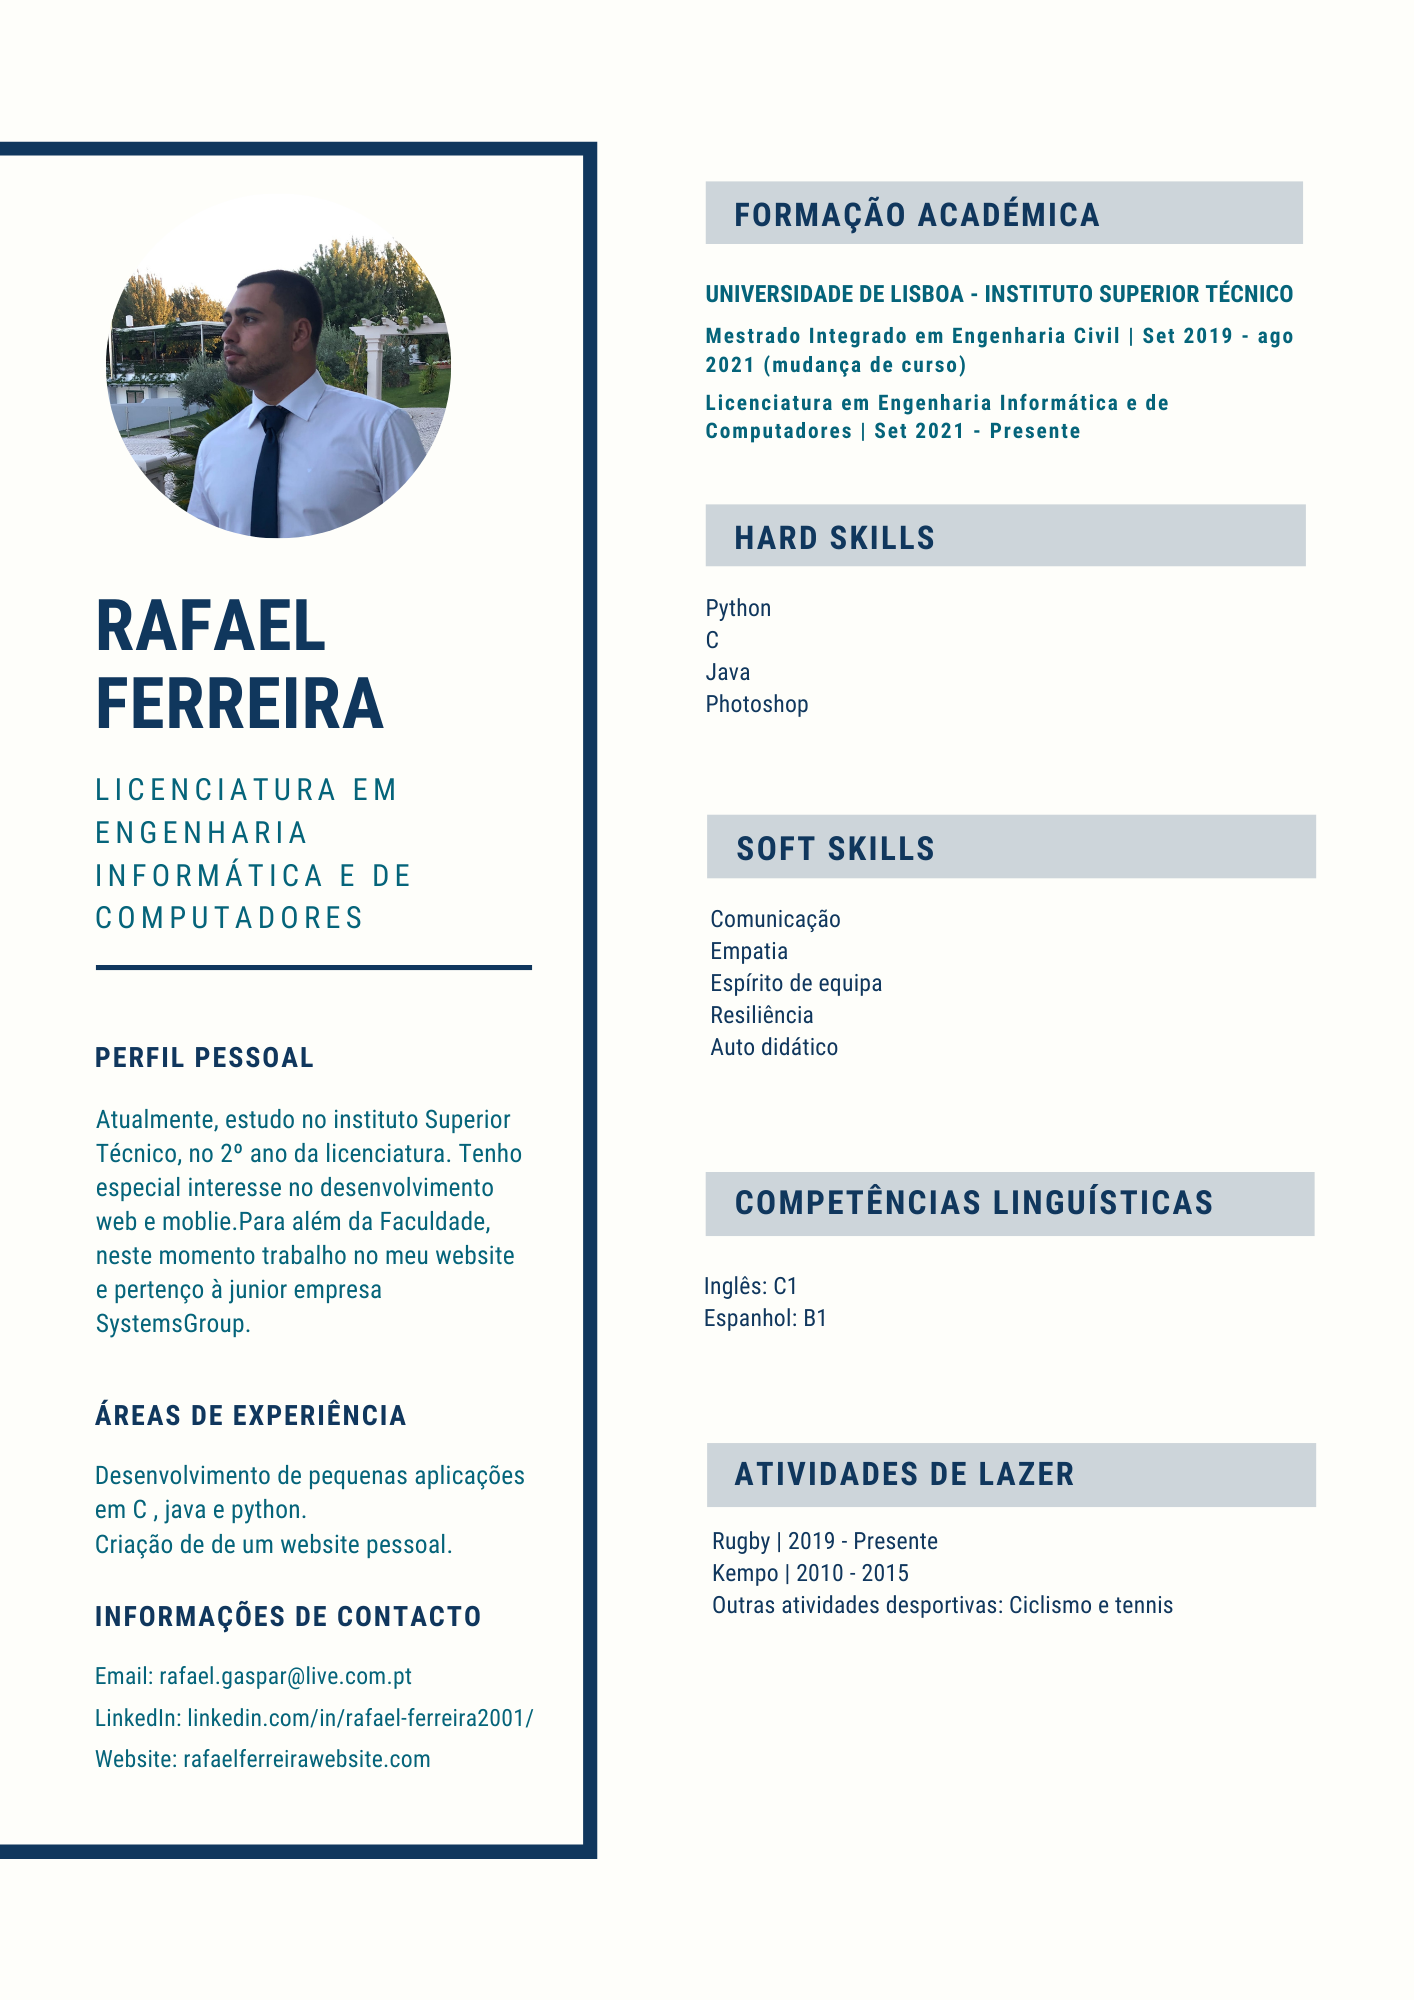 RAFAEL
FERREIRA
LICENCIATURA EM
ENGENHARIA
INFORMÁTICA E DE
COMPUTADORES
PERFIL PESSOAL
Atualmente, estudo no instituto Superior
Técnico, no 2º ano da licenciatura. Tenho
especial interesse no desenvolvimento
web e moblie.Para além da Faculdade,
neste momento trabalho no meu website
e pertenço à junior empresa
SystemsGroup.
ÁREAS DE EXPERIÊNCIA
Desenvolvimento de pequenas aplicações
em C , java e python.
Criação de de um website pessoal.
INFORMAÇÕES DE CONTACTO
Email: rafael.gaspar@live.com.pt
LinkedIn: linkedin.com/in/rafael-ferreira2001/
Website: rafaelferreirawebsite.com
FORMAÇÃO ACADÉMICA
UNIVERSIDADE DE LISBOA - INSTITUTO SUPERIOR TÉCNICO
Mestrado Integrado em Engenharia Civil | Set 2019 - ago
2021 (mudança de curso)
Licenciatura em Engenharia Informática e de
Computadores | Set 2021 - Presente
HARD SKILLS
Python
C
Java
Photoshop
SOFT SKILLS
Comunicação
Empatia
Espírito de equipa
Resiliência
Auto didático
COMPETÊNCIAS LINGUÍSTICAS
Inglês: C1
Espanhol: B1
ATIVIDADES DE LAZER
Rugby | 2019 - Presente
Kempo | 2010 - 2015
Outras atividades desportivas: Ciclismo e tennis